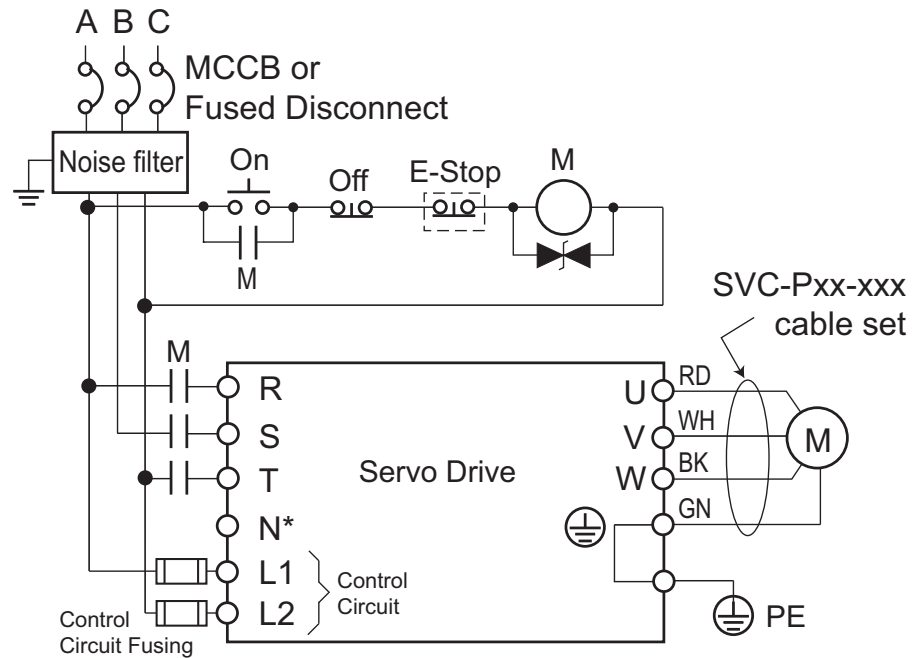 A B C
MCCB or
Fused Disconnect
Noise filter
On
Off
E-Stop
M
M
SVC-Pxx-xxx
cable set
M
R
S
T
N*
L1
L2
Servo Drive
Control
Circuit
U
V
W
RD
WH
BK
GN
M
PE
Control
Circuit Fusing